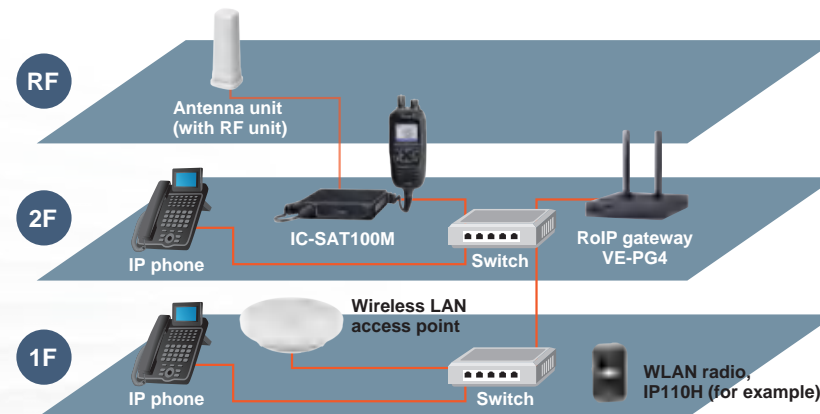 RF
Antenna unit
(with RF unit)
2F
IP phone
IC-SAT100M
Switch
RoIP gateway
VE-PG4
1F
IP phone
Wireless LAN
access point
Switch
WLAN radio,
IP110H (for example)